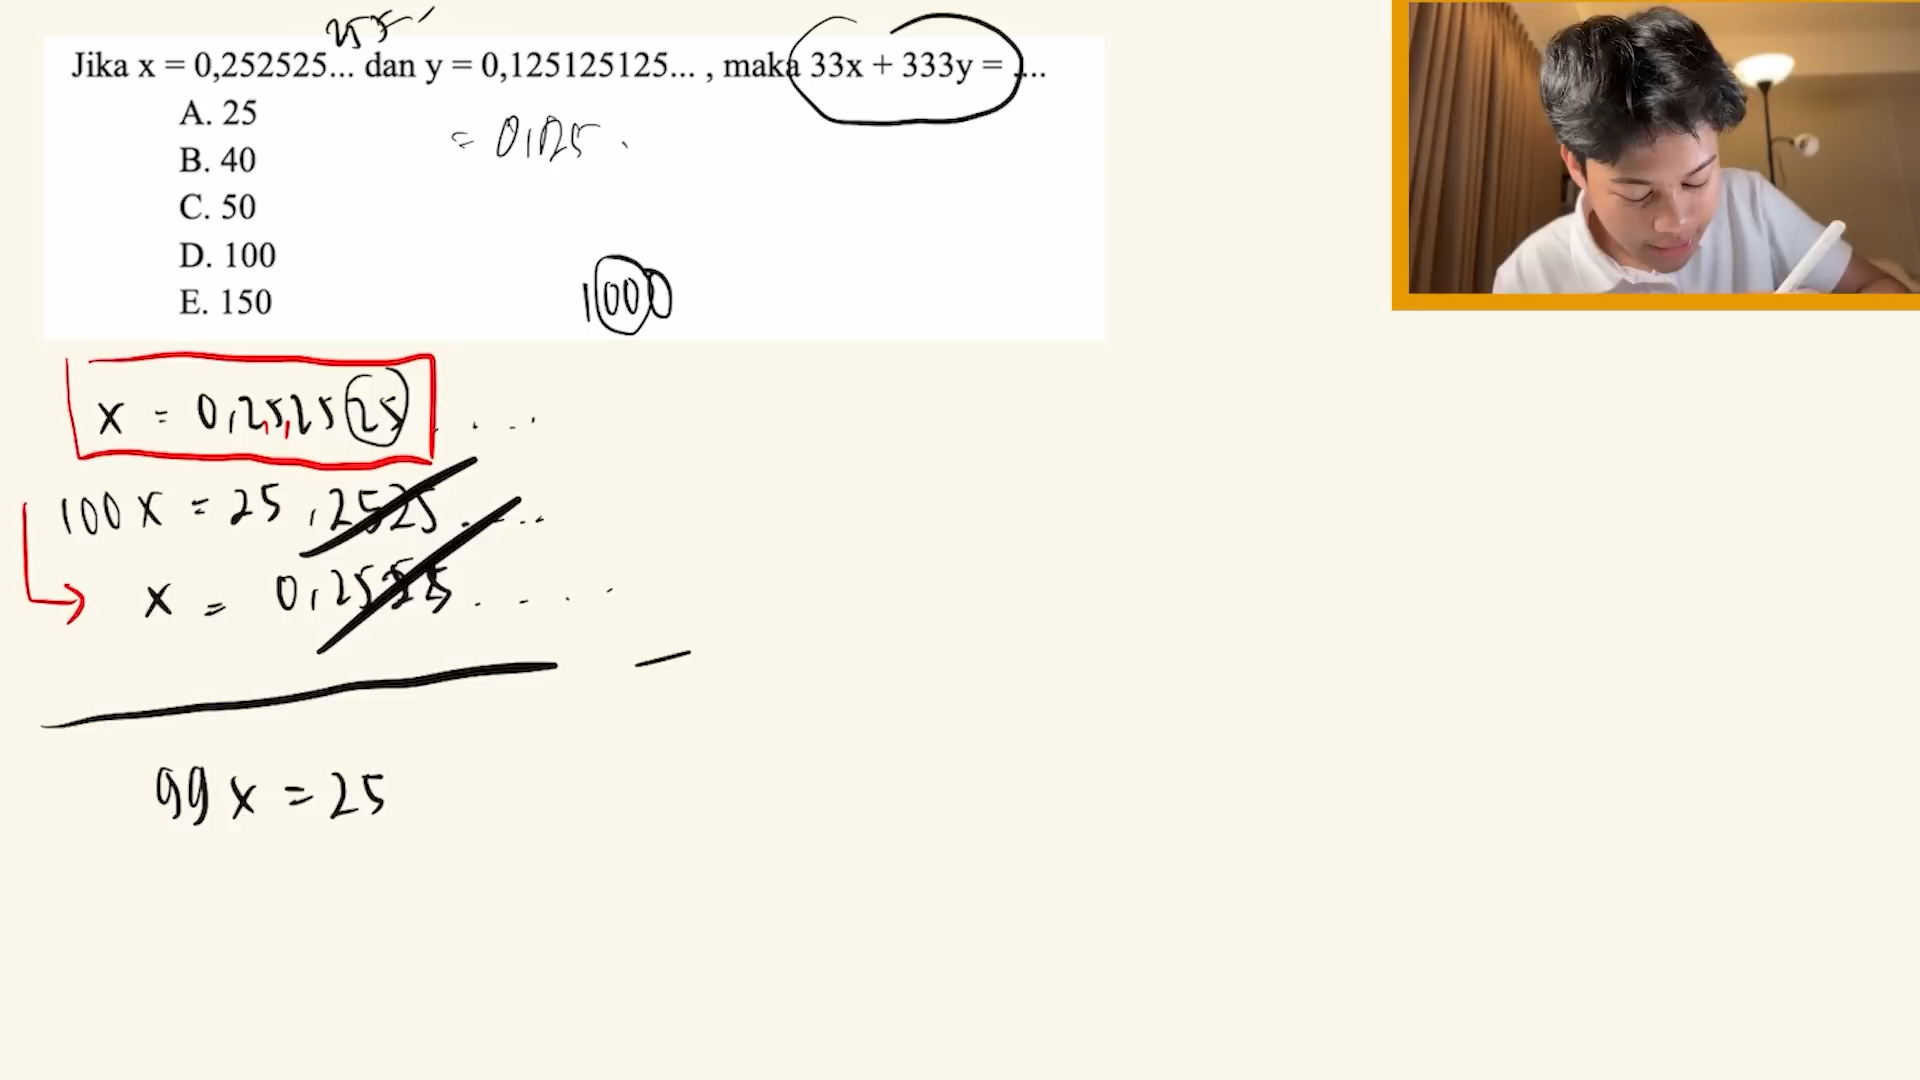 Jika x = 0,252525... dan y = 0,125125125... , maka 33x + 333y = ....
A. 25
B. 40
C. 50
D. 100
E. 150
= 0,125
1000
x = 0,252525 ....
100x = 25,2525....
x = 0,2525....
99x = 25